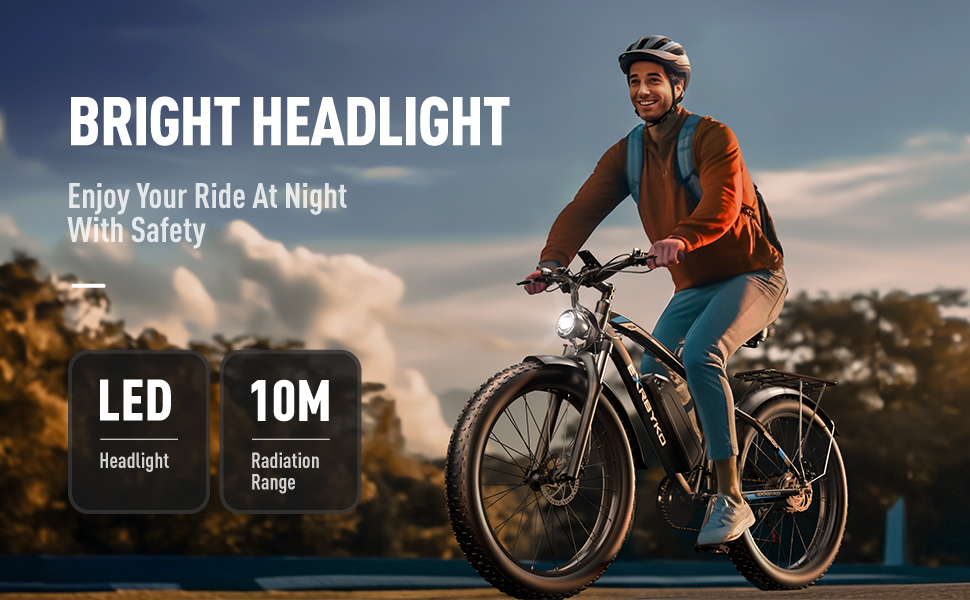 BRIGHT HEADLIGHT
Enjoy Your Ride At Night
With Safety
LED
Headlight
10M
Radiation
Range